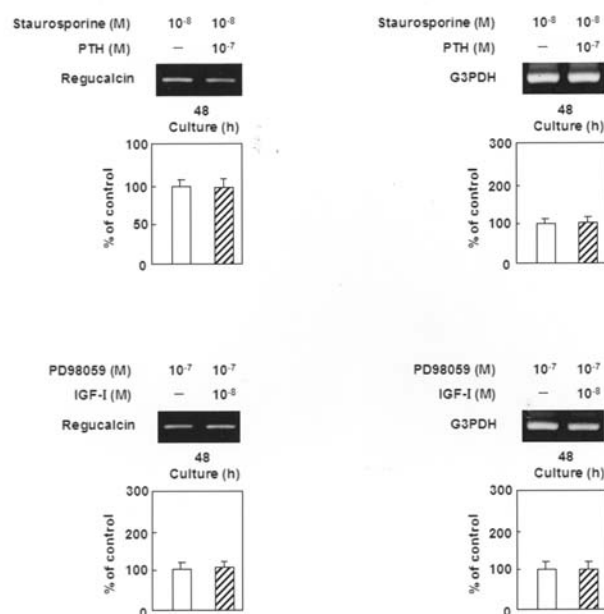 Staurosporine (M) 10⁻⁸ 10⁻⁸
PTH (M) – 10⁻⁷
Regucalcin
48
Culture (h)
100
100
50
0
% of control
Staurosporine (M) 10⁻⁸ 10⁻⁸
PTH (M) – 10⁻⁷
G3PDH
48
Culture (h)
300
200
100
0
% of control
PD98059 (M) 10⁻⁷ 10⁻⁷
IGF-I (M) – 10⁻⁸
Regucalcin
48
Culture (h)
300
200
100
0
% of control
PD98059 (M) 10⁻⁷ 10⁻⁷
IGF-I (M) – 10⁻⁸
G3PDH
48
Culture (h)
300
200
100
0
% of control